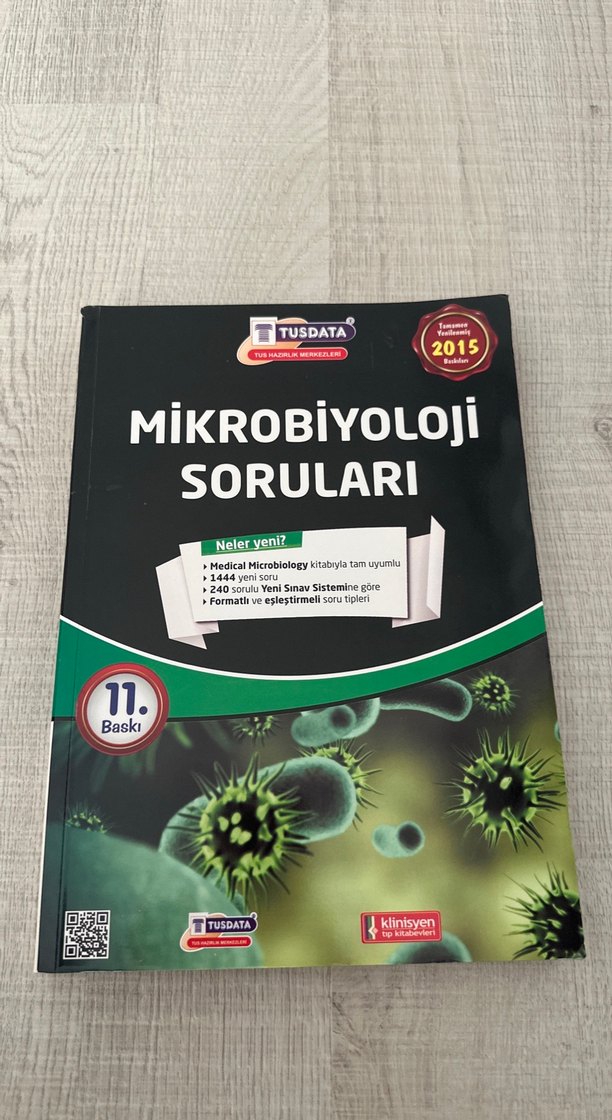 TUSDATA
TUS HAZIRLIK MERKEZLERİ
Tamamen
Yenilenmiş
2015
Baskıları
MİKROBİYOLOJİ
SORULARI
Neler yeni?
Medical Microbiology kitabıyla tam uyumlu
1444 yeni soru
240 sorulu Yeni Sınav Sistemine göre
Formatlı ve eşleştirmeli soru tipleri
11.
Baskı
TUSDATA
TUS HAZIRLIK MERKEZLERİ
klinisyen
tıp kitabevleri